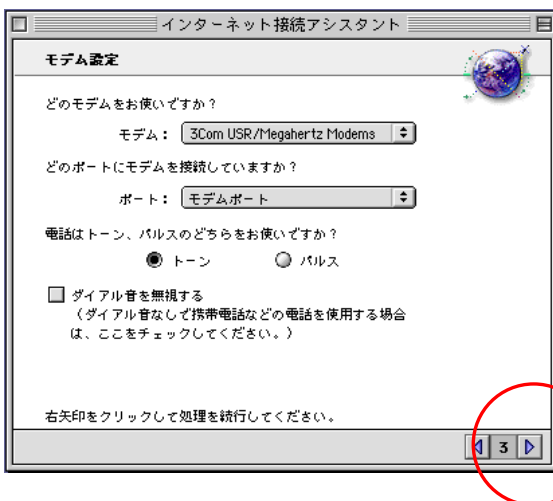 インターネット接続アシスタント
モデム設定
どのモデムをお使いですか？
モデム： 3Com USR/Megahertz Modems
どのポートにモデムを接続していますか？
ポート： モデムポート
電話はトーン、パルスのどちらをお使いですか？
トーン パルス
ダイアル音を無視する
（ダイアル音なしで携帯電話などの電話を使用する場合
は、ここをチェックしてください。）
右矢印をクリックして処理を続行してください。
3